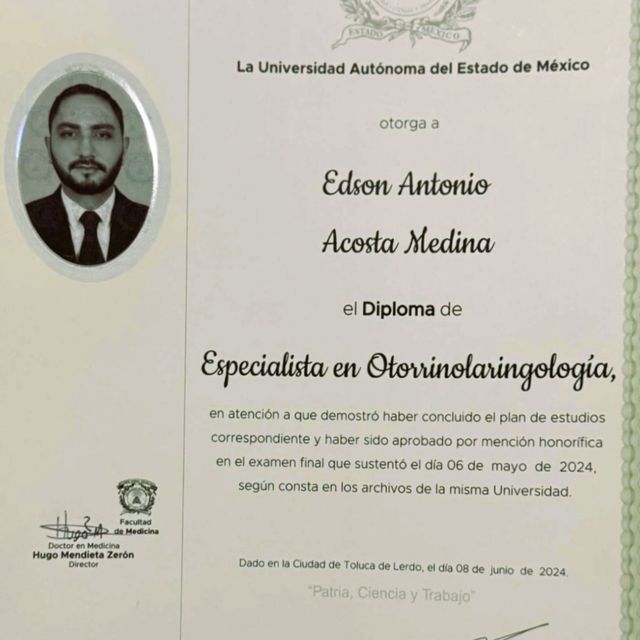 ESTADO MÉXICO
La Universidad Autónoma del Estado de México
otorga a
Edson Antonio
Acosta Medina
el Diploma de
Especialista en Otorrinolaringología,
en atención a que demostró haber concluido el plan de estudios
correspondiente y haber sido aprobado por mención honorífica
en el examen final que sustentó el día 06 de mayo de 2024,
según consta en los archivos de la misma Universidad.
Facultad
de Medicina
Doctor en Medicina
Hugo Mendieta Zerón
Director
Dado en la Ciudad de Toluca de Lerdo, el día 08 de junio de 2024.
"Patria, Ciencia y Trabajo"